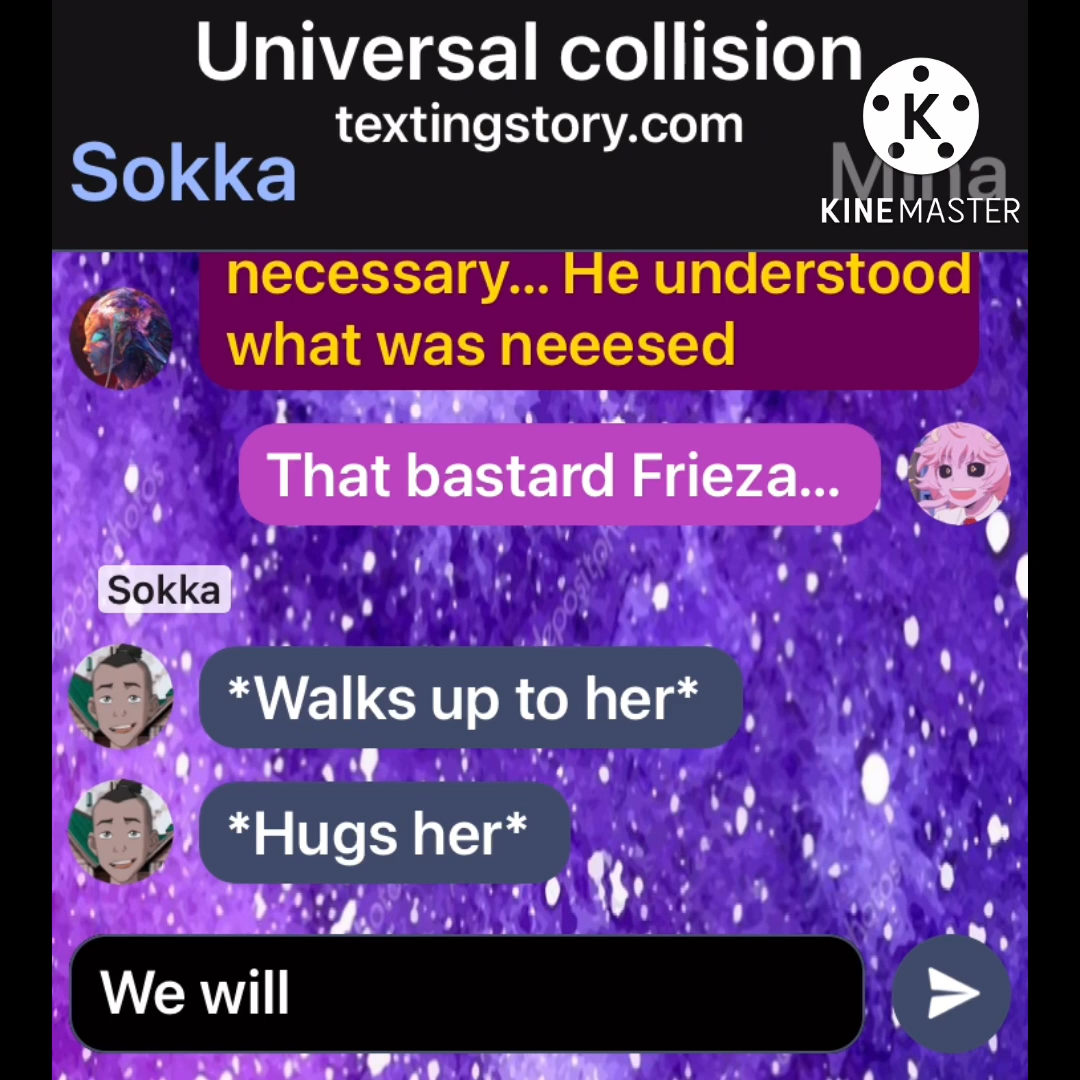 Universal collision
textingstory.com
K
Sokka
Mina
KINEMASTER
necessary... He understood
what was neeesed
That bastard Frieza...
Sokka
*Walks up to her*
*Hugs her*
We will